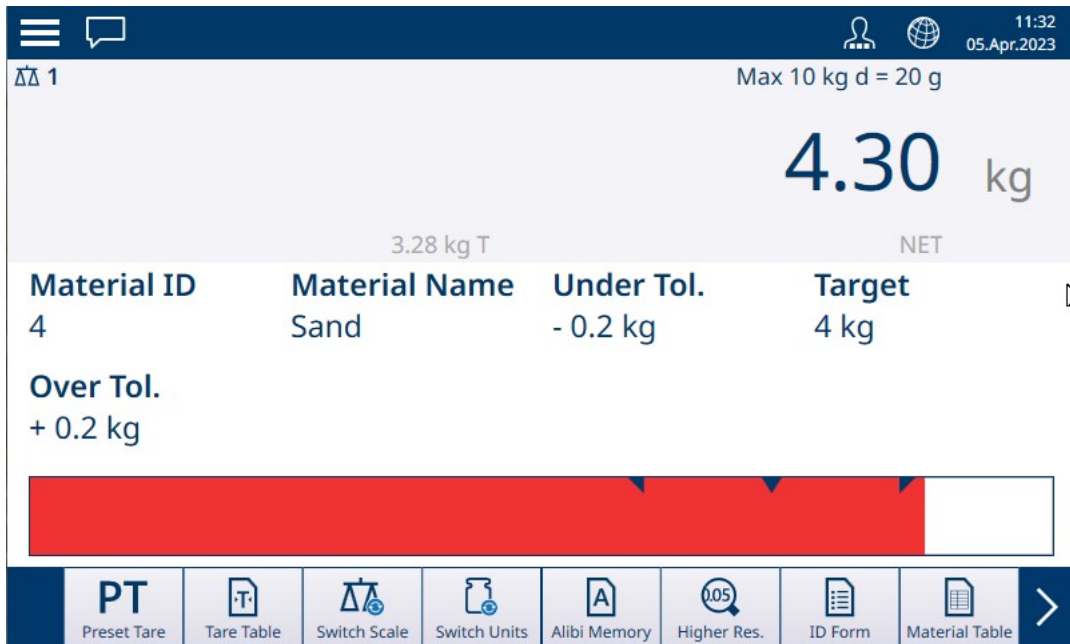 11:32
05.Apr.2023
1
Max 10 kg d = 20 g
4.30 kg
3.28 kg T
NET
Material ID
4
Material Name
Sand
Under Tol.
- 0.2 kg
Target
4 kg
Over Tol.
+ 0.2 kg
PT
Preset Tare
T
Tare Table
Switch Scale
Switch Units
A
Alibi Memory
0.05
Higher Res.
ID Form
Material Table